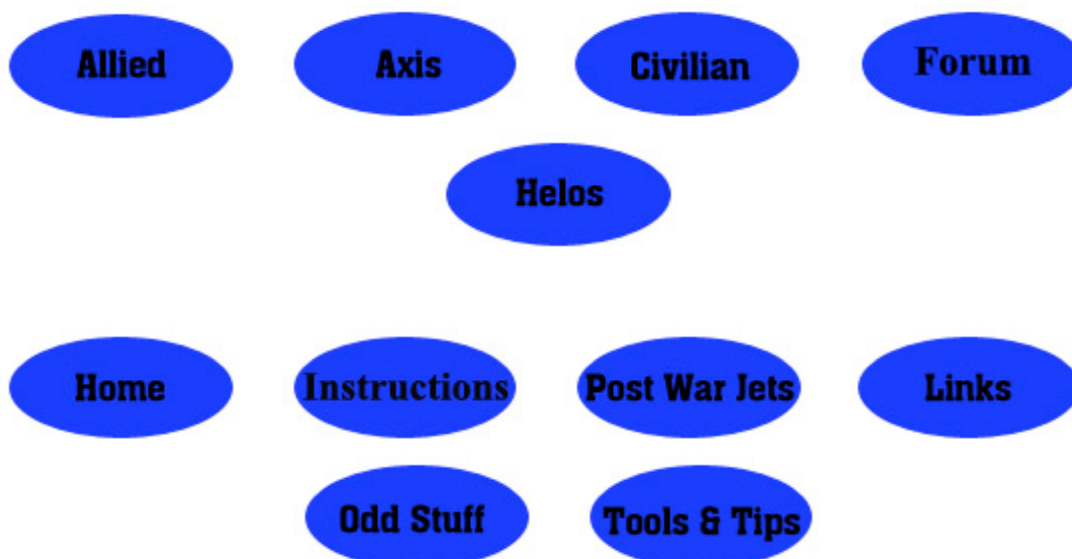 Allied
Axis
Civilian
Forum
Helos
Home
Instructions
Post War Jets
Links
Odd Stuff
Tools & Tips